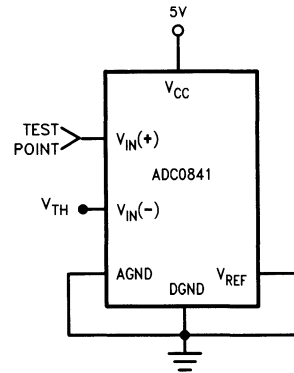 5V
VCC
TEST
POINT
VIN(+)
ADC0841
VTH
VIN(-)
AGND
VREF
DGND